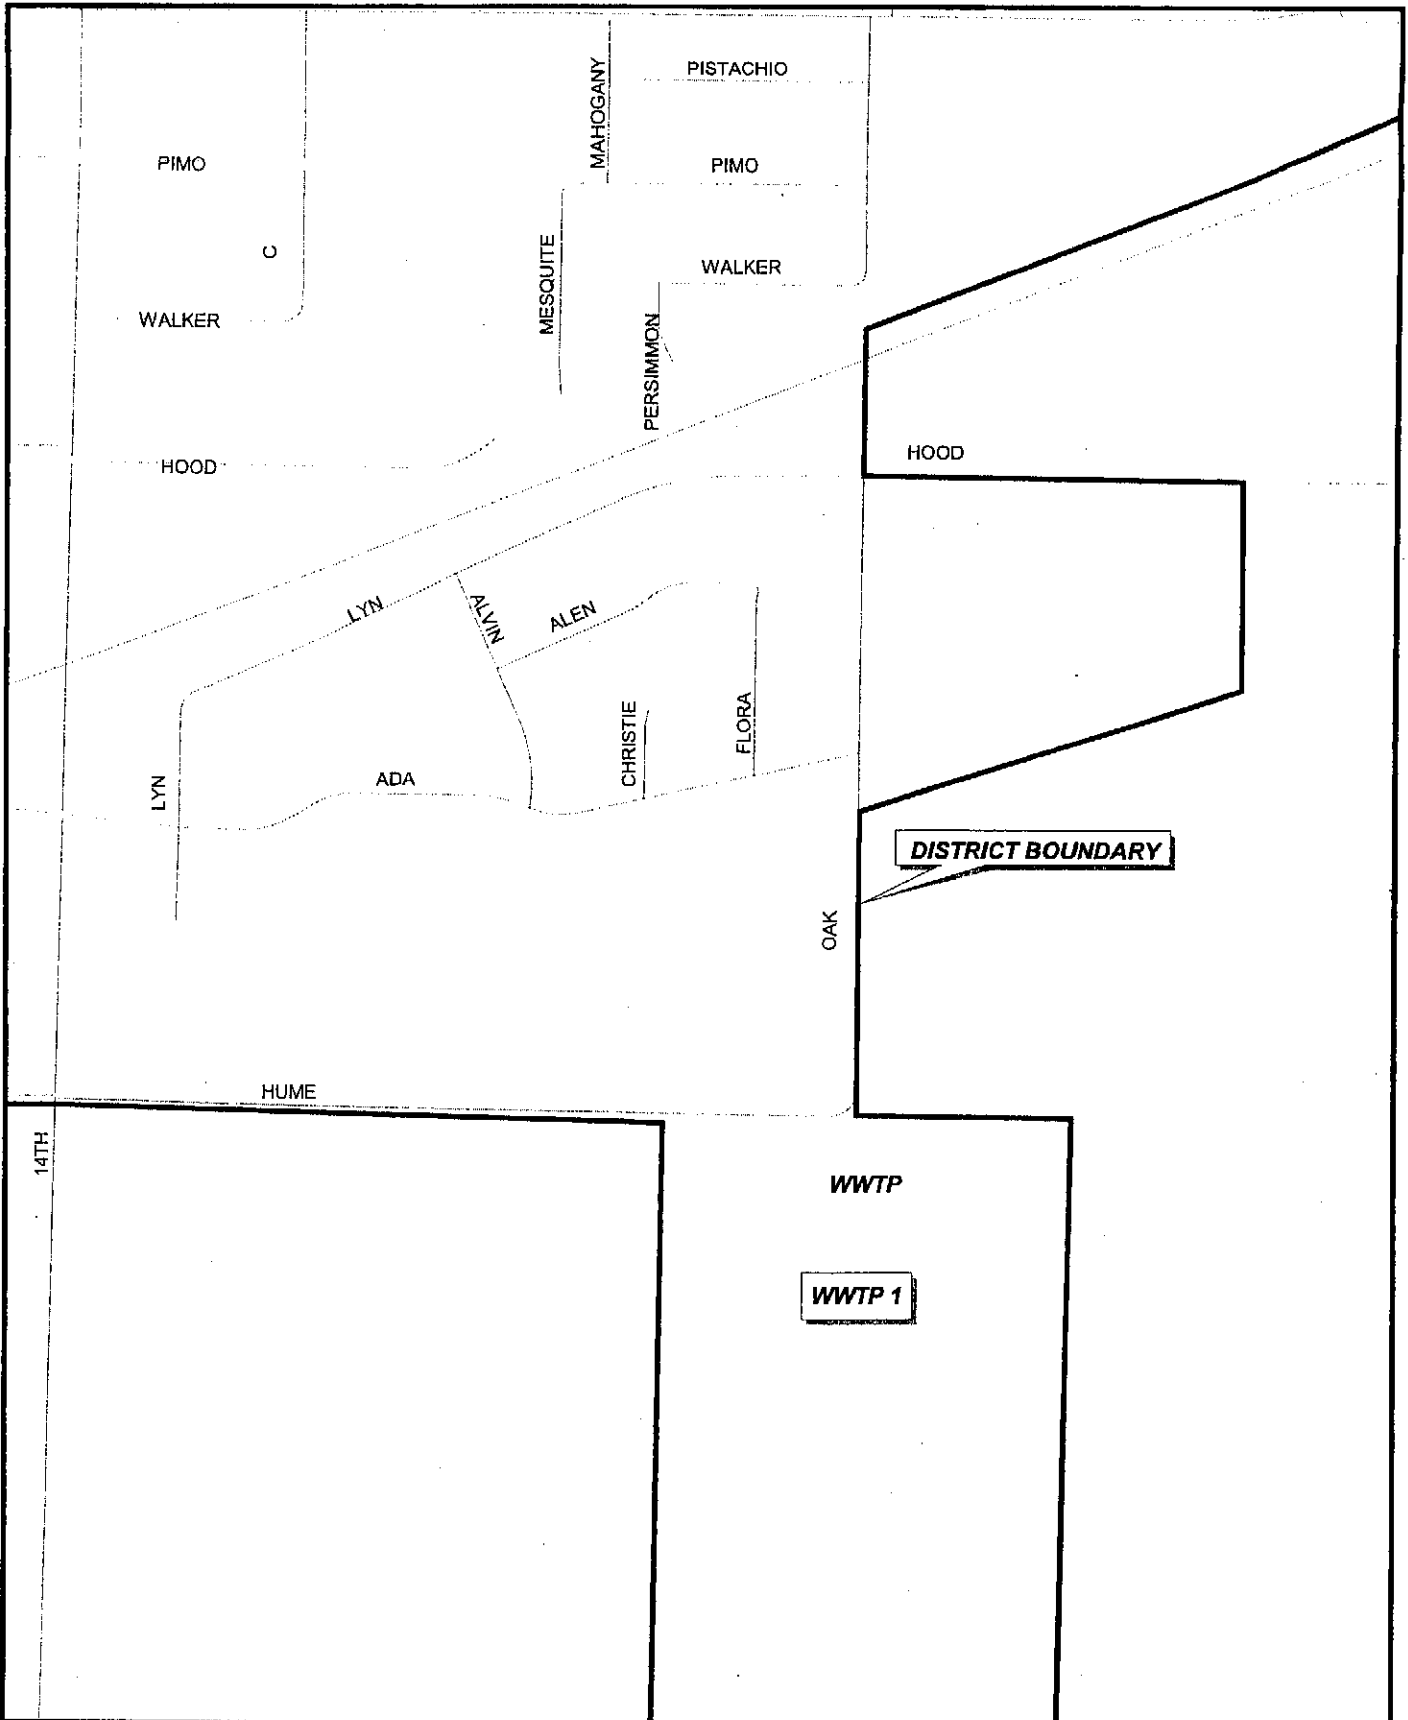 PISTACHIO
MAHOGANY
PIMO
PIMO
C
MESQUITE
WALKER
WALKER
PERSIMMON
HOOD
HOOD
LYN
ALVIN
ALEN
CHRISTIE
FLORA
LYN
ADA
DISTRICT BOUNDARY
OAK
HUME
14TH
WWTP
WWTP 1